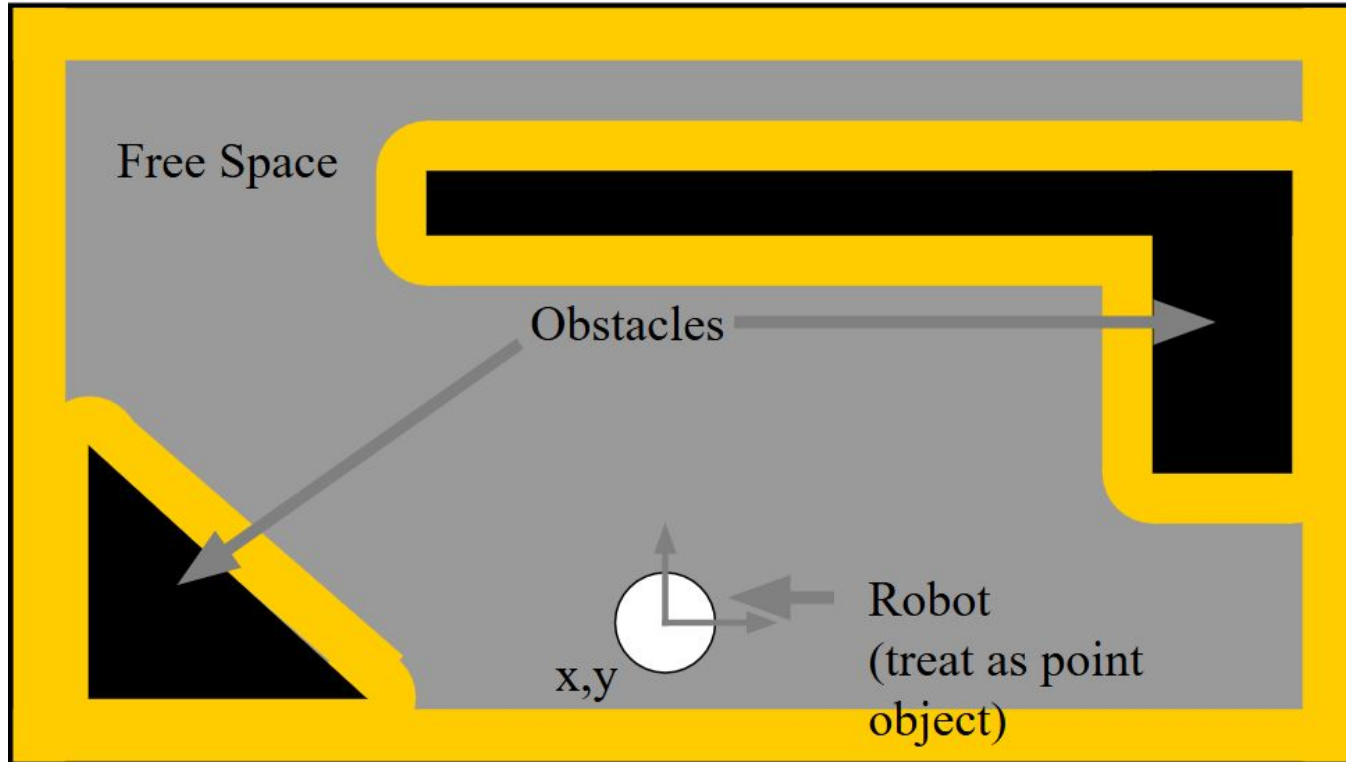 Free Space
Obstacles
Robot
(treat as point
object)
x,y